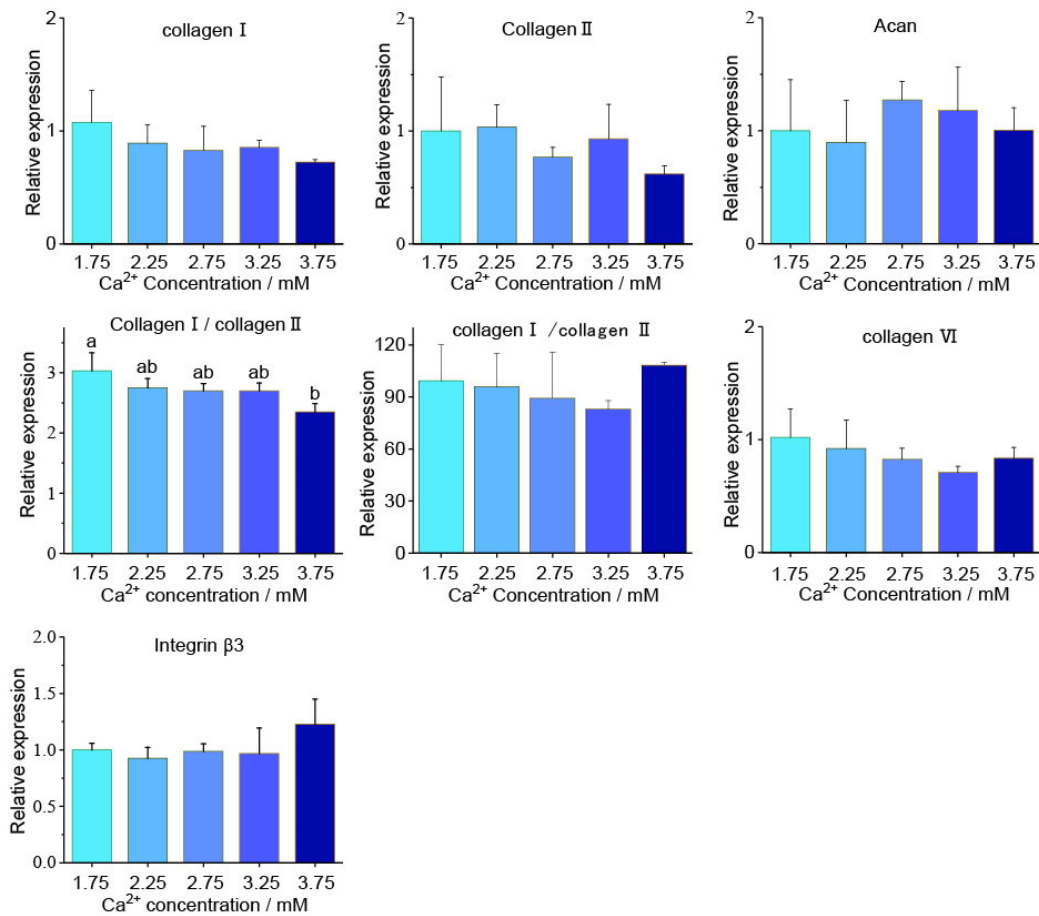 collagen Ⅰ
2
1
0
Relative expression
1.75 2.25 2.75 3.25 3.75
Ca²⁺ Concentration / mM
Collagen Ⅱ
2
1
0
Relative expression
1.75 2.25 2.75 3.25 3.75
Ca²⁺ Concentration / mM
Acan
2
1
0
Relative expression
1.75 2.25 2.75 3.25 3.75
Ca²⁺ Concentration / mM
Collagen Ⅰ / collagen Ⅱ
a ab ab ab b
3
2
1
0
Relative expression
1.75 2.25 2.75 3.25 3.75
Ca²⁺ concentration / mM
collagen Ⅰ /collagen Ⅱ
120
90
60
30
0
Relative expression
1.75 2.25 2.75 3.25 3.75
Ca²⁺ Concentration / mM
collagen Ⅵ
2
1
0
Relative expression
1.75 2.25 2.75 3.25 3.75
Ca²⁺ Concentration / mM
Integrin β3
2.0
1.5
1.0
0.5
0.0
Relative expression
1.75 2.25 2.75 3.25 3.75
Ca²⁺ concentration / mM